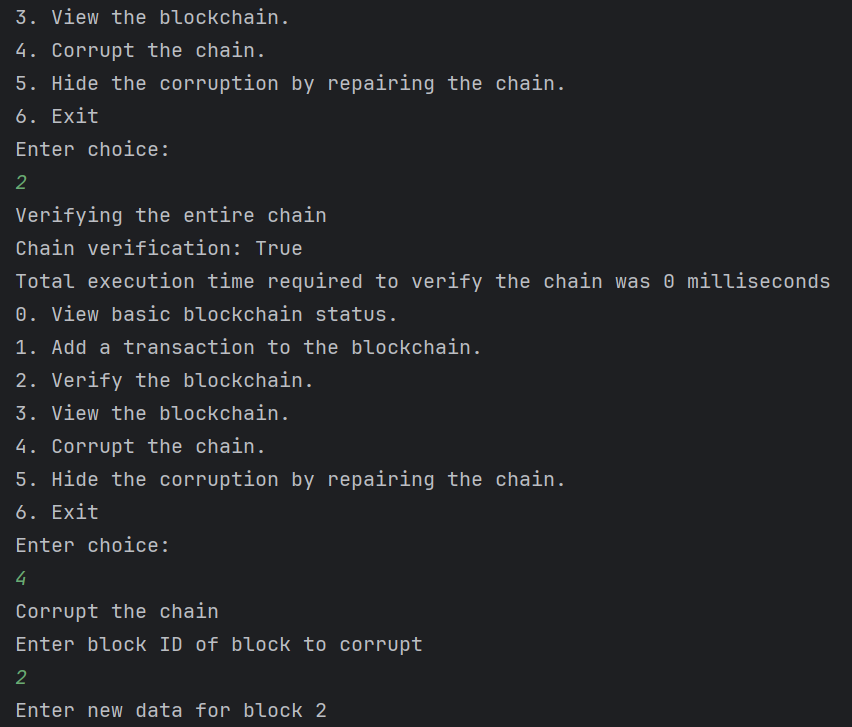 3. View the blockchain.
4. Corrupt the chain.
5. Hide the corruption by repairing the chain.
6. Exit
Enter choice:
2
Verifying the entire chain
Chain verification: True
Total execution time required to verify the chain was 0 milliseconds
0. View basic blockchain status.
1. Add a transaction to the blockchain.
2. Verify the blockchain.
3. View the blockchain.
4. Corrupt the chain.
5. Hide the corruption by repairing the chain.
6. Exit
Enter choice:
4
Corrupt the chain
Enter block ID of block to corrupt
2
Enter new data for block 2